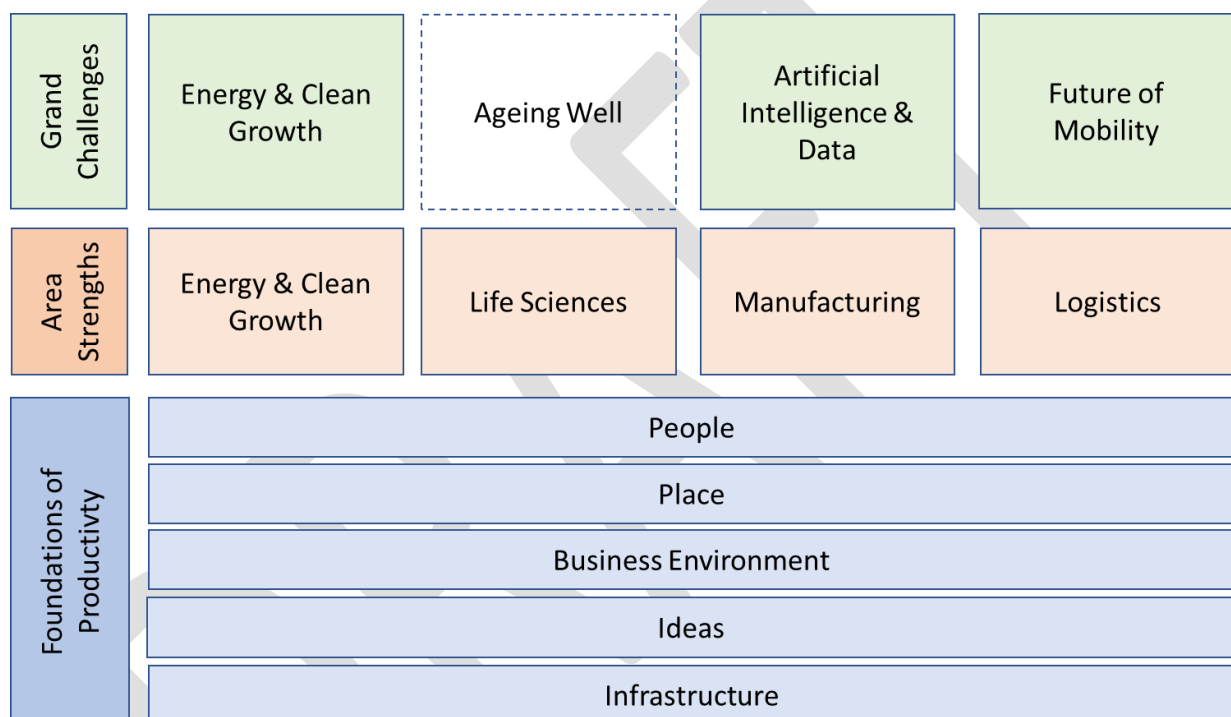 Grand
Challenges
Energy & Clean
Growth
Ageing Well
Artificial
Intelligence &
Data
Future of
Mobility
Area
Strengths
Energy & Clean
Growth
Life Sciences
Manufacturing
Logistics
Foundations of
Productivty
People
Place
Business Environment
Ideas
Infrastructure